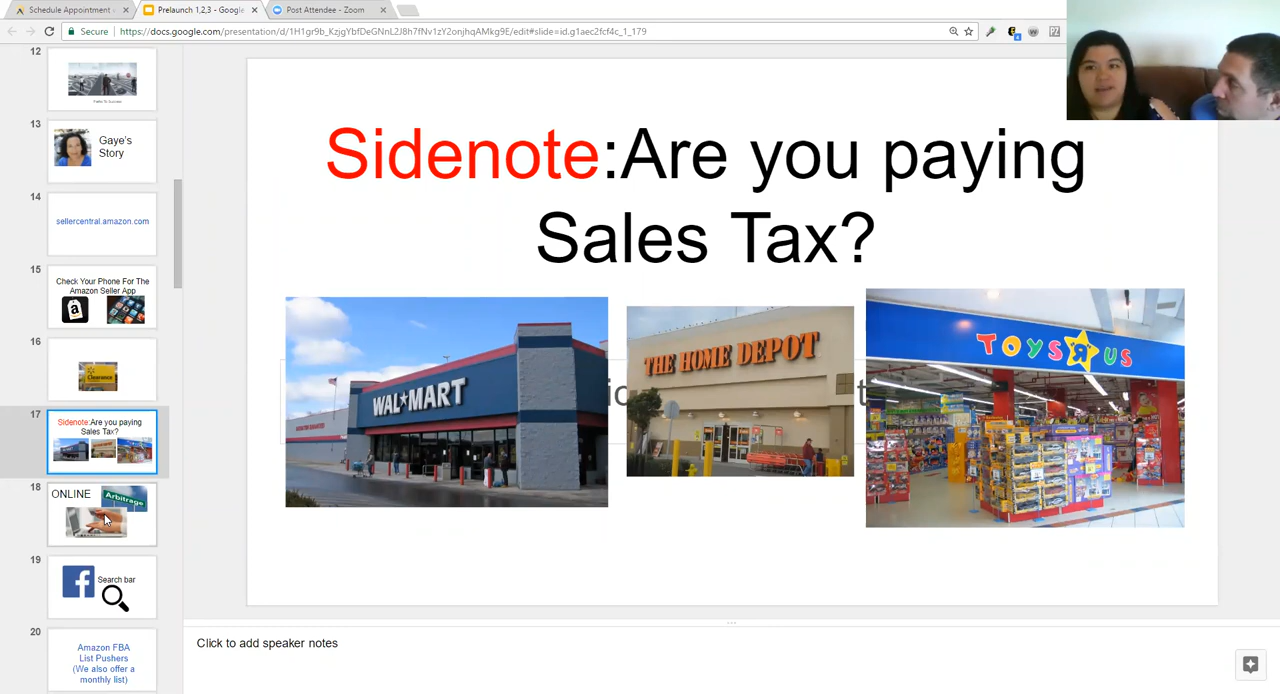 Schedule Appointment
Prelaunch 1,2,3 - Google
Post Attendee - Zoom
Secure
https://docs.google.com/presentation/d/1H1gr9b_KzjgYbfDeGNnL2J8h7fNv1zY2onjhqAMkg9E/edit#slide=id.g1aec2fcf4c_1_179
12
13
Gaye's
Story
14
sellercentral.amazon.com
15
Check Your Phone For The
Amazon Seller App
a
16
Clearance
17
Sidenote:Are you paying
Sales Tax?
18
ONLINE
Arbitrage
19
f
Search bar
20
Amazon FBA
List Pushers
(We also offer a
monthly list)
Sidenote:Are you paying
Sales Tax?
WAL★MART
THE HOME DEPOT
TOYS R US
Click to add speaker notes